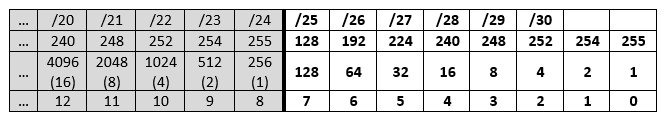 ... /20 /21 /22 /23 /24 /25 /26 /27 /28 /29 /30
... 240 248 252 254 255 128 192 224 240 248 252 254 255
... 4096 (16) 2048 (8) 1024 (4) 512 (2) 256 (1) 128 64 32 16 8 4 2 1
... 12 11 10 9 8 7 6 5 4 3 2 1 0